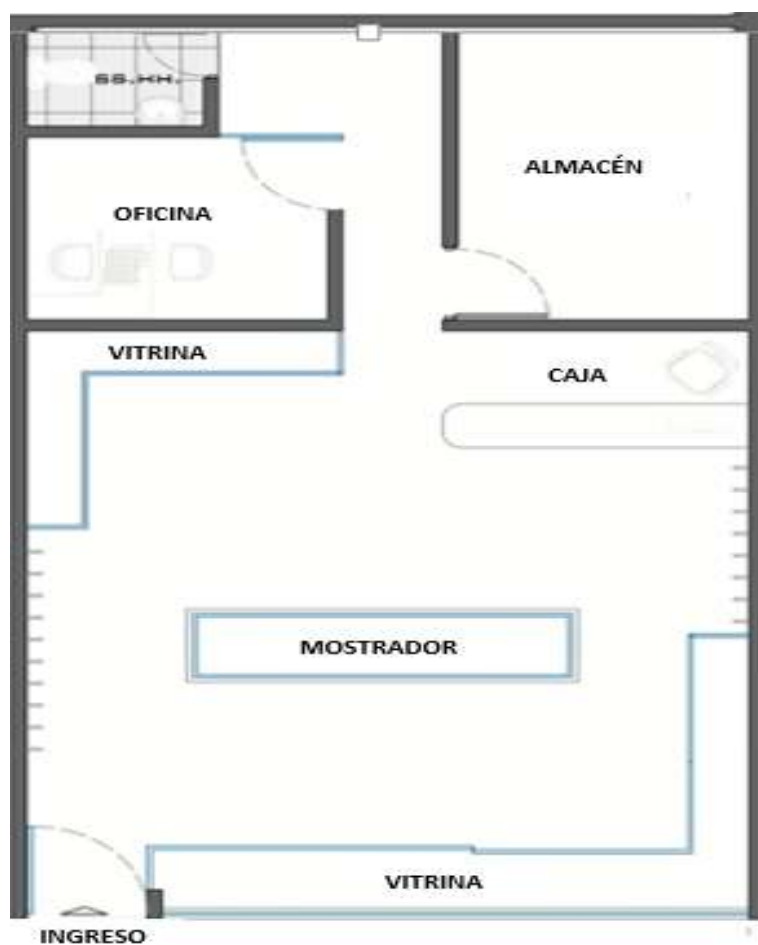 SS.HH.
ALMACÉN
OFICINA
VITRINA
CAJA
MOSTRADOR
VITRINA
INGRESO